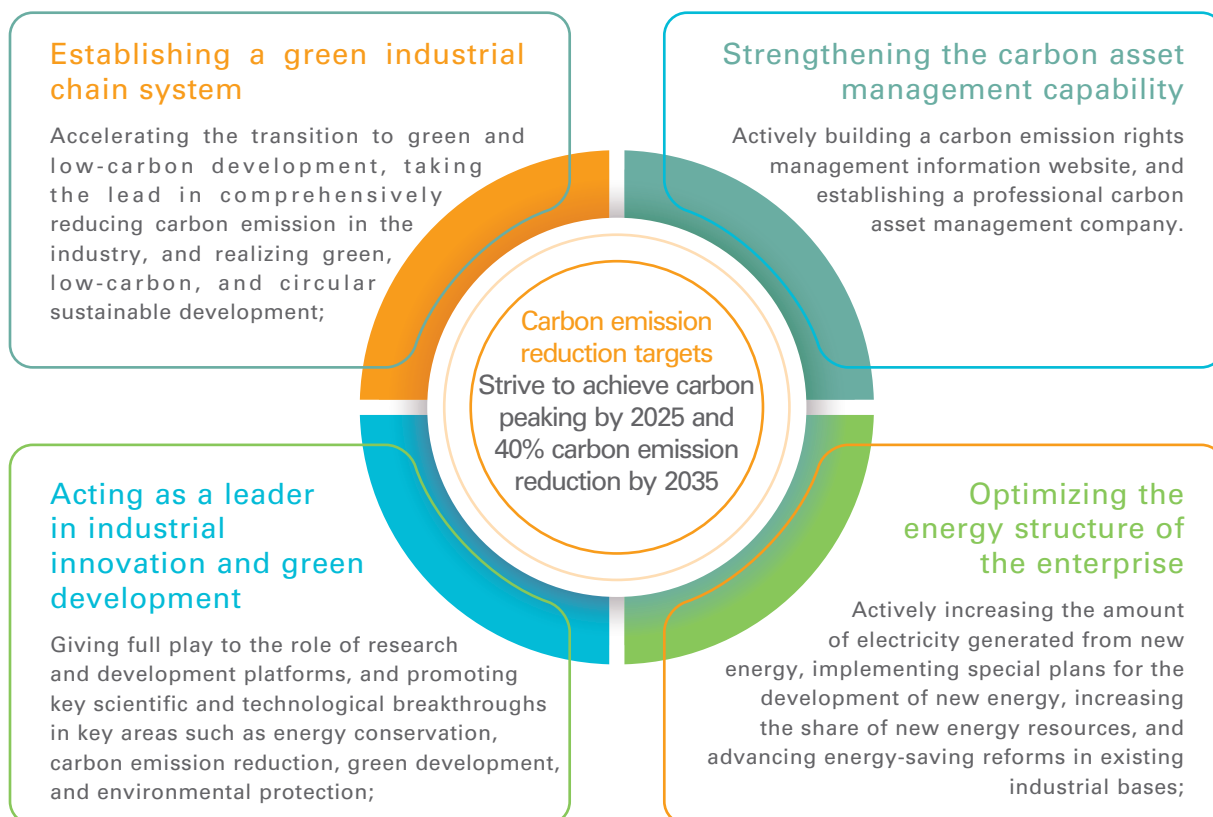 Establishing a green industrial
chain system
Accelerating the transition to green and
low-carbon development, taking
the lead in comprehensively
reducing carbon emission in the
industry, and realizing green,
low-carbon, and circular
sustainable development;
Strengthening the carbon asset
management capability
Actively building a carbon emission rights
management information website, and
establishing a professional carbon
asset management company.
Carbon emission
reduction targets
Strive to achieve carbon
peaking by 2025 and
40% carbon emission
reduction by 2035
Acting as a leader
in industrial
innovation and green
development
Giving full play to the role of research
and development platforms, and promoting
key scientific and technological breakthroughs
in key areas such as energy conservation,
carbon emission reduction, green development,
and environmental protection;
Optimizing the
energy structure of
the enterprise
Actively increasing the amount
of electricity generated from new
energy, implementing special plans for the
development of new energy, increasing
the share of new energy resources, and
advancing energy-saving reforms in existing
industrial bases;